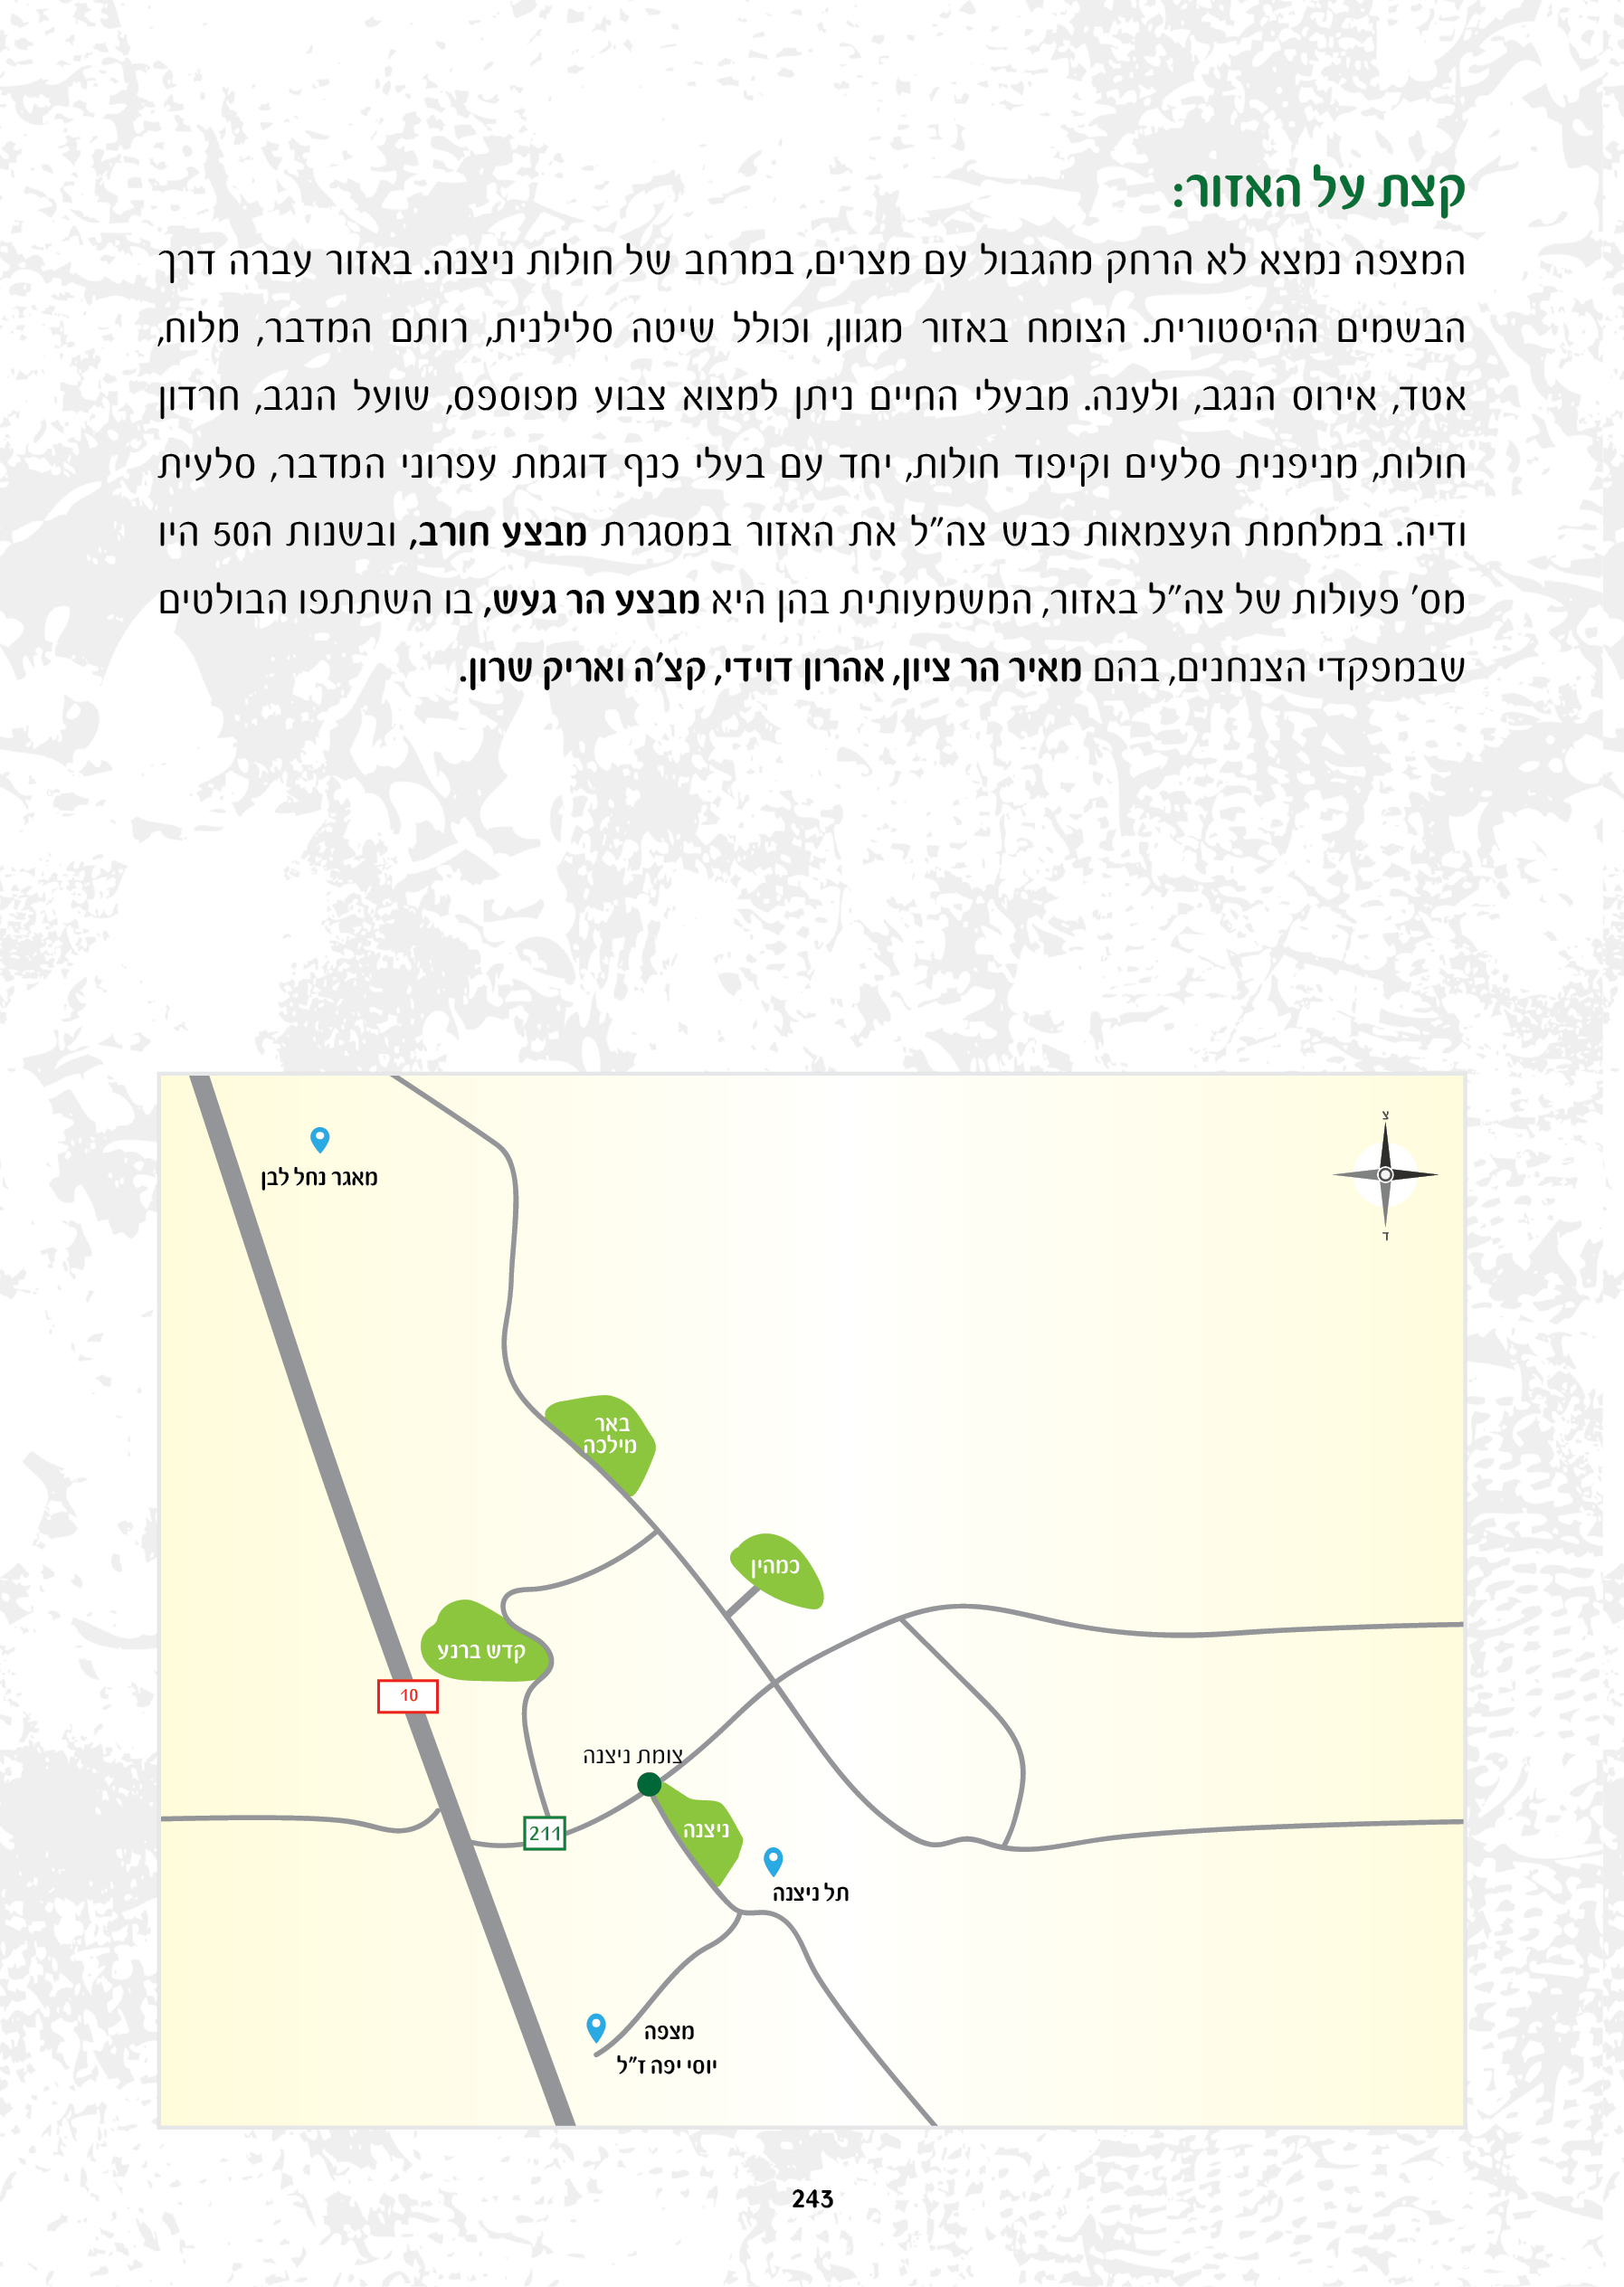 קצת על האזור:
המצפה נמצא לא הרחק מהגבול עם מצרים, במרחב של חולות ניצנה. באזור עברה דרך
הבשמים ההיסטורית. הצומח באזור מגוון, וכולל שיטה סלילנית, רותם המדבר, מלוח,
אטד, אירוס הנגב, ולענה. מבעלי החיים ניתן למצוא צבוע מפוספס, שועל הנגב, חרדון
חולות, מניפנית סלעים וקיפוד חולות, יחד עם בעלי כנף דוגמת עפרוני המדבר, סלעית
ודיה. במלחמת העצמאות כבש צה"ל את האזור במסגרת מבצע חורב, ובשנות ה50 היו
מס' פעולות של צה"ל באזור, המשמעותית בהן היא מבצע הר געש, בו השתתפו הבולטים
שבמפקדי הצנחנים, בהם מאיר הר ציון, אהרון דוידי, קצ'ה ואריק שרון.
צ
מאגר נחל לבן
ד
באר
מילכה
כמהין
קדש ברנע
10
צומת ניצנה
211
ניצנה
תל ניצנה
מצפה
יוסי יפה ז"ל
243